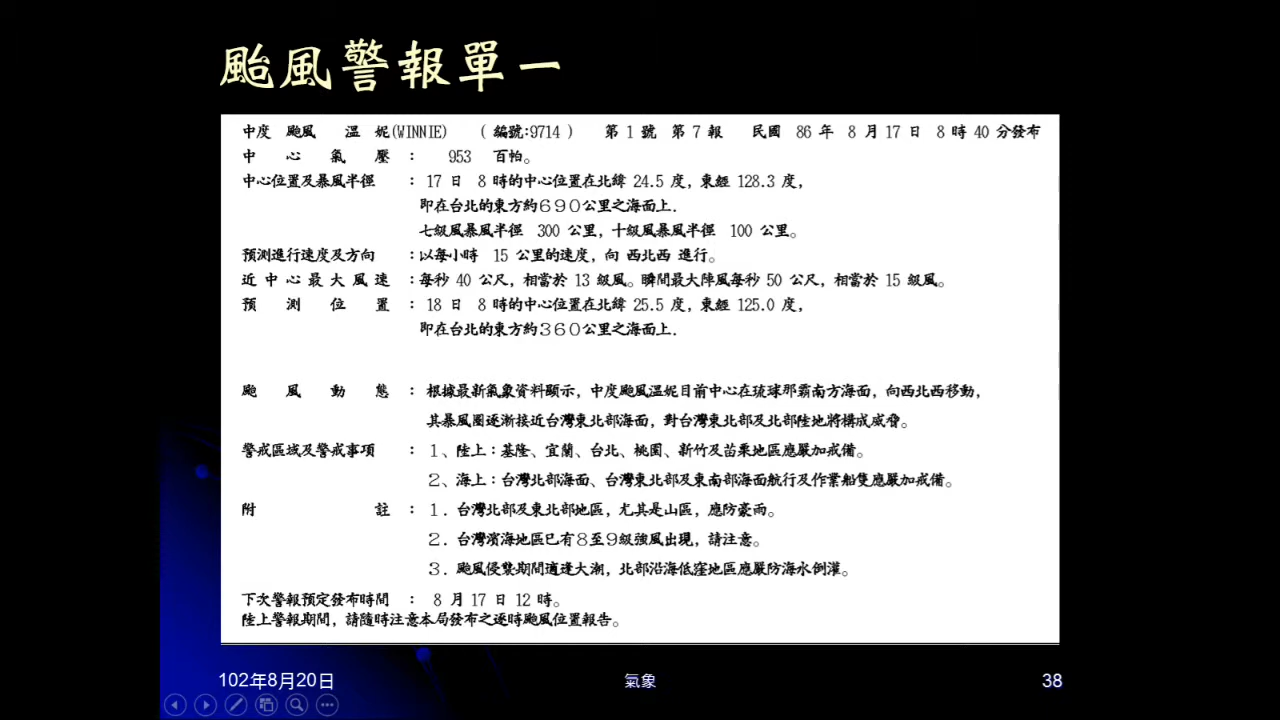 颱風警報單一
中度 颱風 溫 妮(WINNIE) ( 編號:9714 ) 第 1 號 第 7 報 民國 86 年 8 月 17 日 8 時 40 分發布
中 心 氣 壓 : 953 百帕。
中心位置及暴風半徑 : 17 日 8 時的中心位置在北緯 24.5 度, 東經 128.3 度,
即在台北的東方約690公里之海面上.
七級風暴風半徑 300 公里, 十級風暴風半徑 100 公里。
預測進行速度及方向 : 以每小時 15 公里的速度, 向 西北西 進行。
近 中 心 最 大 風 速 : 每秒 40 公尺, 相當於 13 級風。瞬間最大陣風每秒 50 公尺, 相當於 15 級風。
預 測 位 置 : 18 日 8 時的中心位置在北緯 25.5 度, 東經 125.0 度,
即在台北的東方約360公里之海面上.
颱 風 動 態 : 根據最新氣象資料顯示, 中度颱風溫妮目前中心在琉球那霸南方海面, 向西北西移動,
其暴風圈逐漸接近台灣東北部海面, 對台灣東北部及北部陸地將構成威脅。
警戒區域及警戒事項 : 1、陸上:基隆、宜蘭、台北、桃園、新竹及苗栗地區應嚴加戒備。
2、海上:台灣北部海面、台灣東北部及東南部海面航行及作業船隻應嚴加戒備。
附 註 : 1. 台灣北部及東北部地區, 尤其是山區, 應防豪雨。
2. 台灣濱海地區已有8至9級強風出現, 請注意。
3. 颱風侵襲期間適逢大潮, 北部沿海低窪地區應嚴防海水倒灌。
下次警報預定發布時間 : 8 月 17 日 12 時。
陸上警報期間, 請隨時注意本局發布之逐時颱風位置報告。
102年8月20日 氣象 38